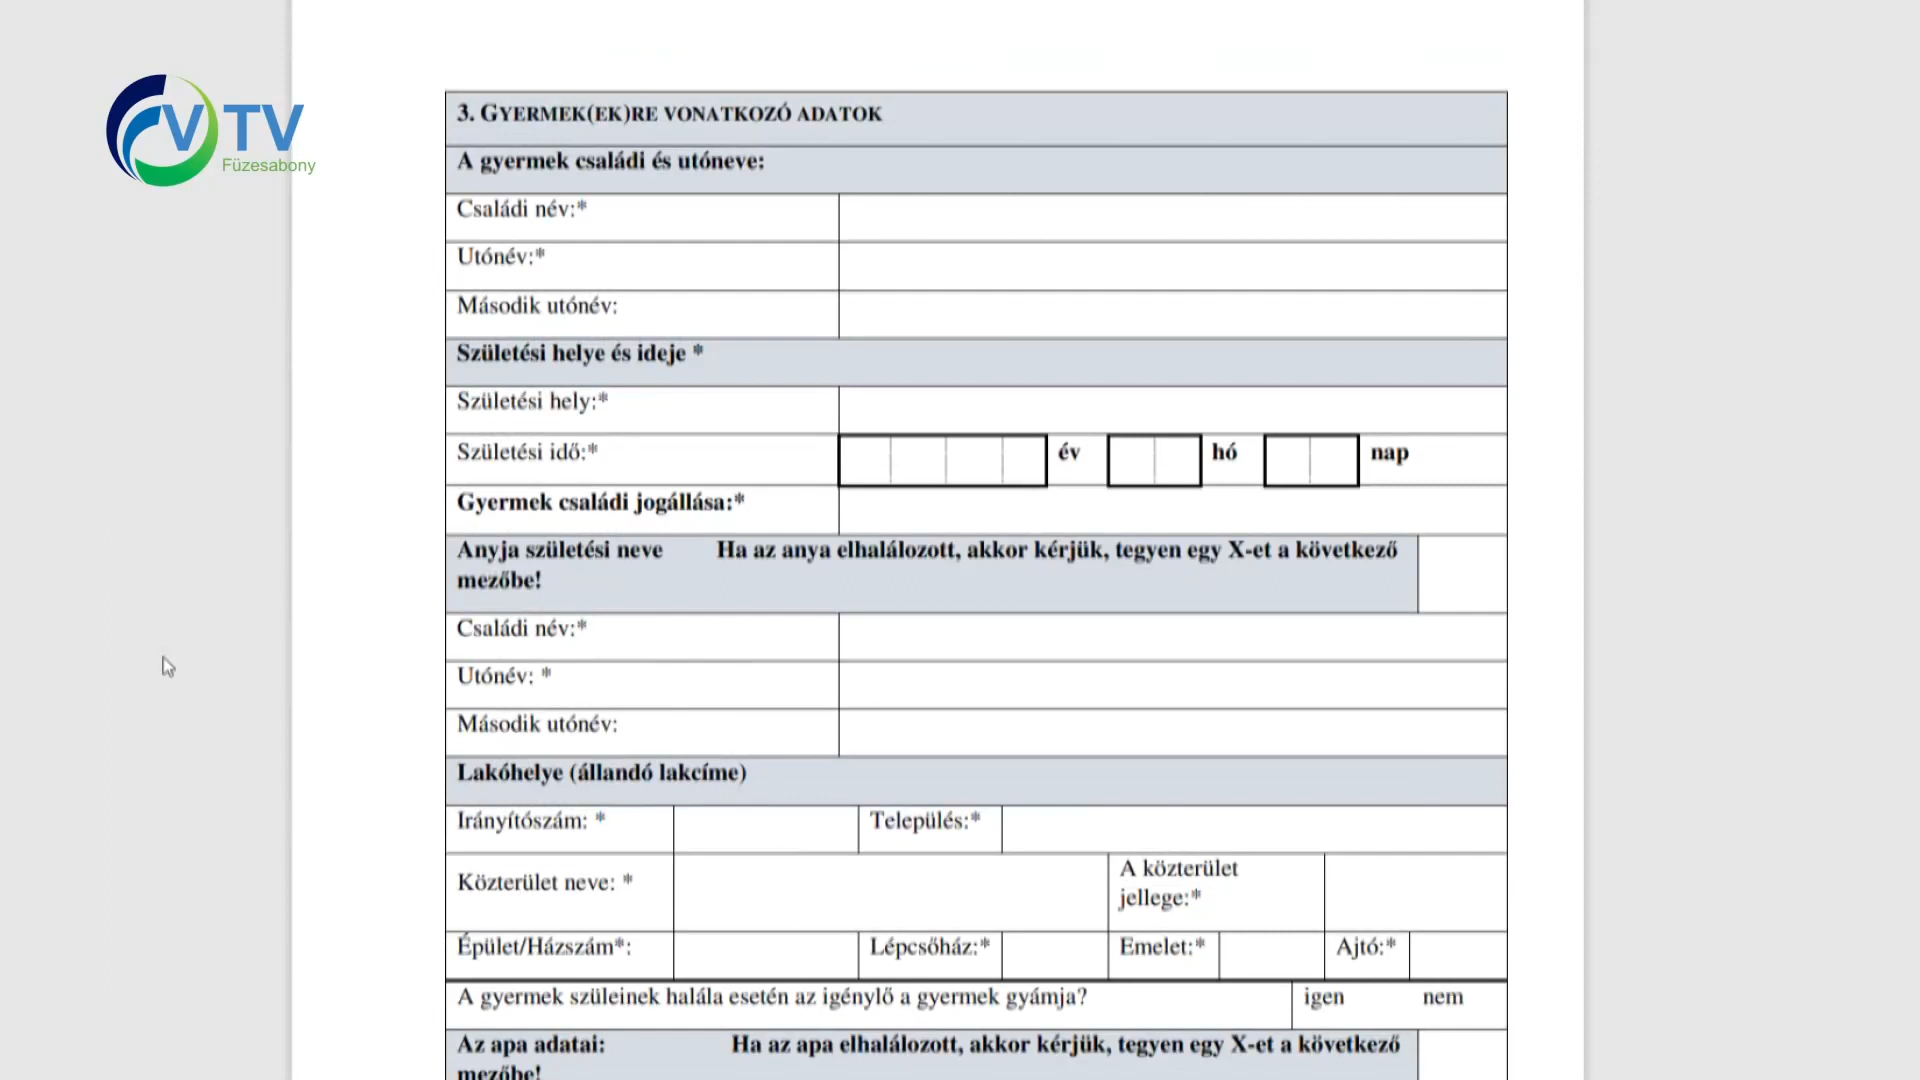 V TV
Füzesabony
3. GYERMEK(EK)RE VONATKOZÓ ADATOK
A gyermek családi és utóneve:
Családi név:*
Utónév:*
Második utónév:
Születési helye és ideje *
Születési hely:*
Születési idő:* év hó nap
Gyermek családi jogállása:*
Anyja születési neve Ha az anya elhalálozott, akkor kérjük, tegyen egy X-et a következő
mezőbe!
Családi név:*
Utónév: *
Második utónév:
Lakóhelye (állandó lakcíme)
Irányítószám: * Település:*
Közterület neve: * A közterület
jellege:*
Épület/Házszám*: Lépcsőház:* Emelet:* Ajtó:*
A gyermek szüleinek halála esetén az igénylő a gyermek gyámja? igen nem
Az apa adatai: Ha az apa elhalálozott, akkor kérjük, tegyen egy X-et a következő
mezőbe!